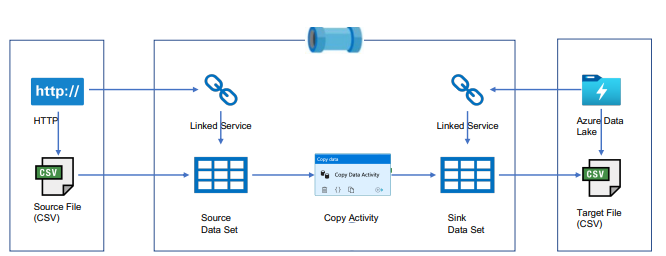 http://
HTTP
CSV
Source File
(CSV)
Linked Service
Source
Data Set
Copy data
Copy Data Activity
{}
Copy Activity
Linked Service
Sink
Data Set
Azure Data
Lake
CSV
Target File
(CSV)